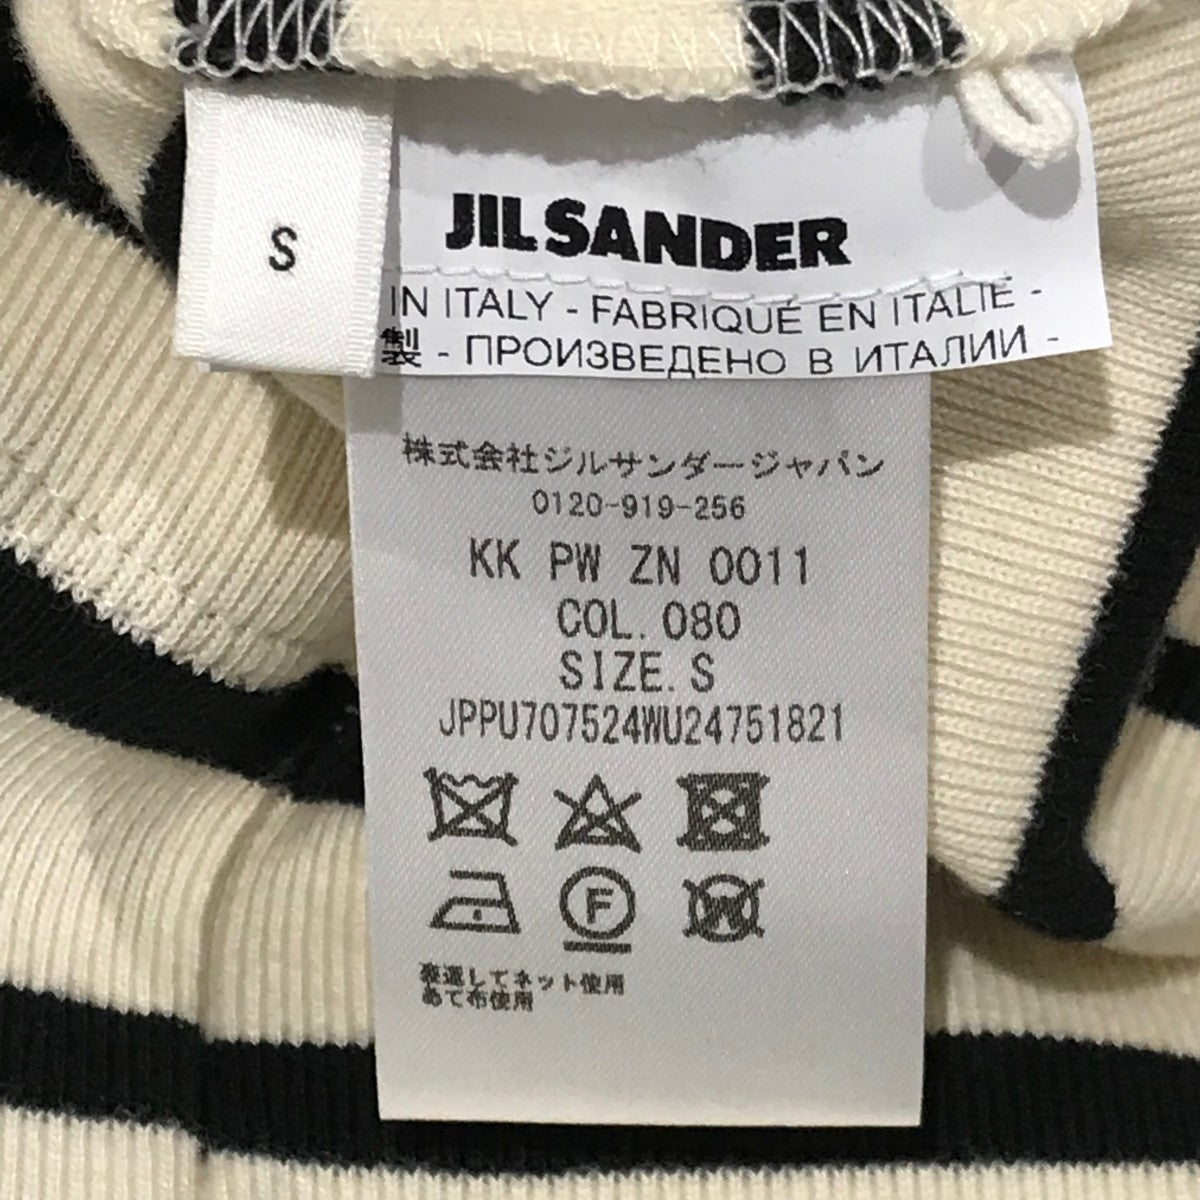 S
JIL SANDER
IN ITALY - FABRIQUÉ EN ITALIE -
製 - ПРОИЗВЕДЕНО В ИТАЛИИ -
株式会社ジルサンダージャパン
0120-919-256
KK PW ZN 0011
COL. 080
SIZE. S
JPPU707524WU24751821
F
W
裏返してネット使用
あて布使用